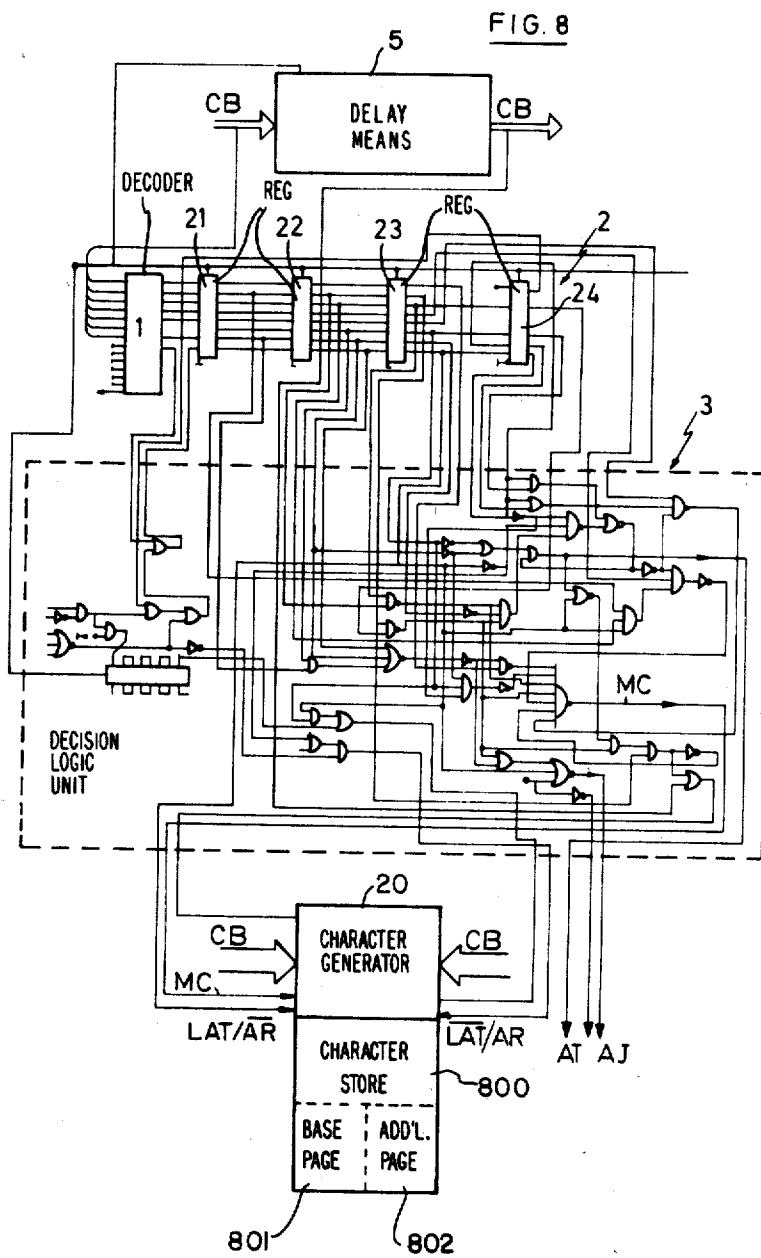 FIG. 8
5
CB
DELAY
MEANS
CB
DECODER
REG
REG
21
22
23
2
1
24
3
MC
DECISION
LOGIC
UNIT
20
CB
CHARACTER
GENERATOR
CB
MC
LAT/A̅R̅
L̅A̅T̅/AR
AT
AJ
CHARACTER
STORE
800
BASE
PAGE
ADD'L.
PAGE
801
802